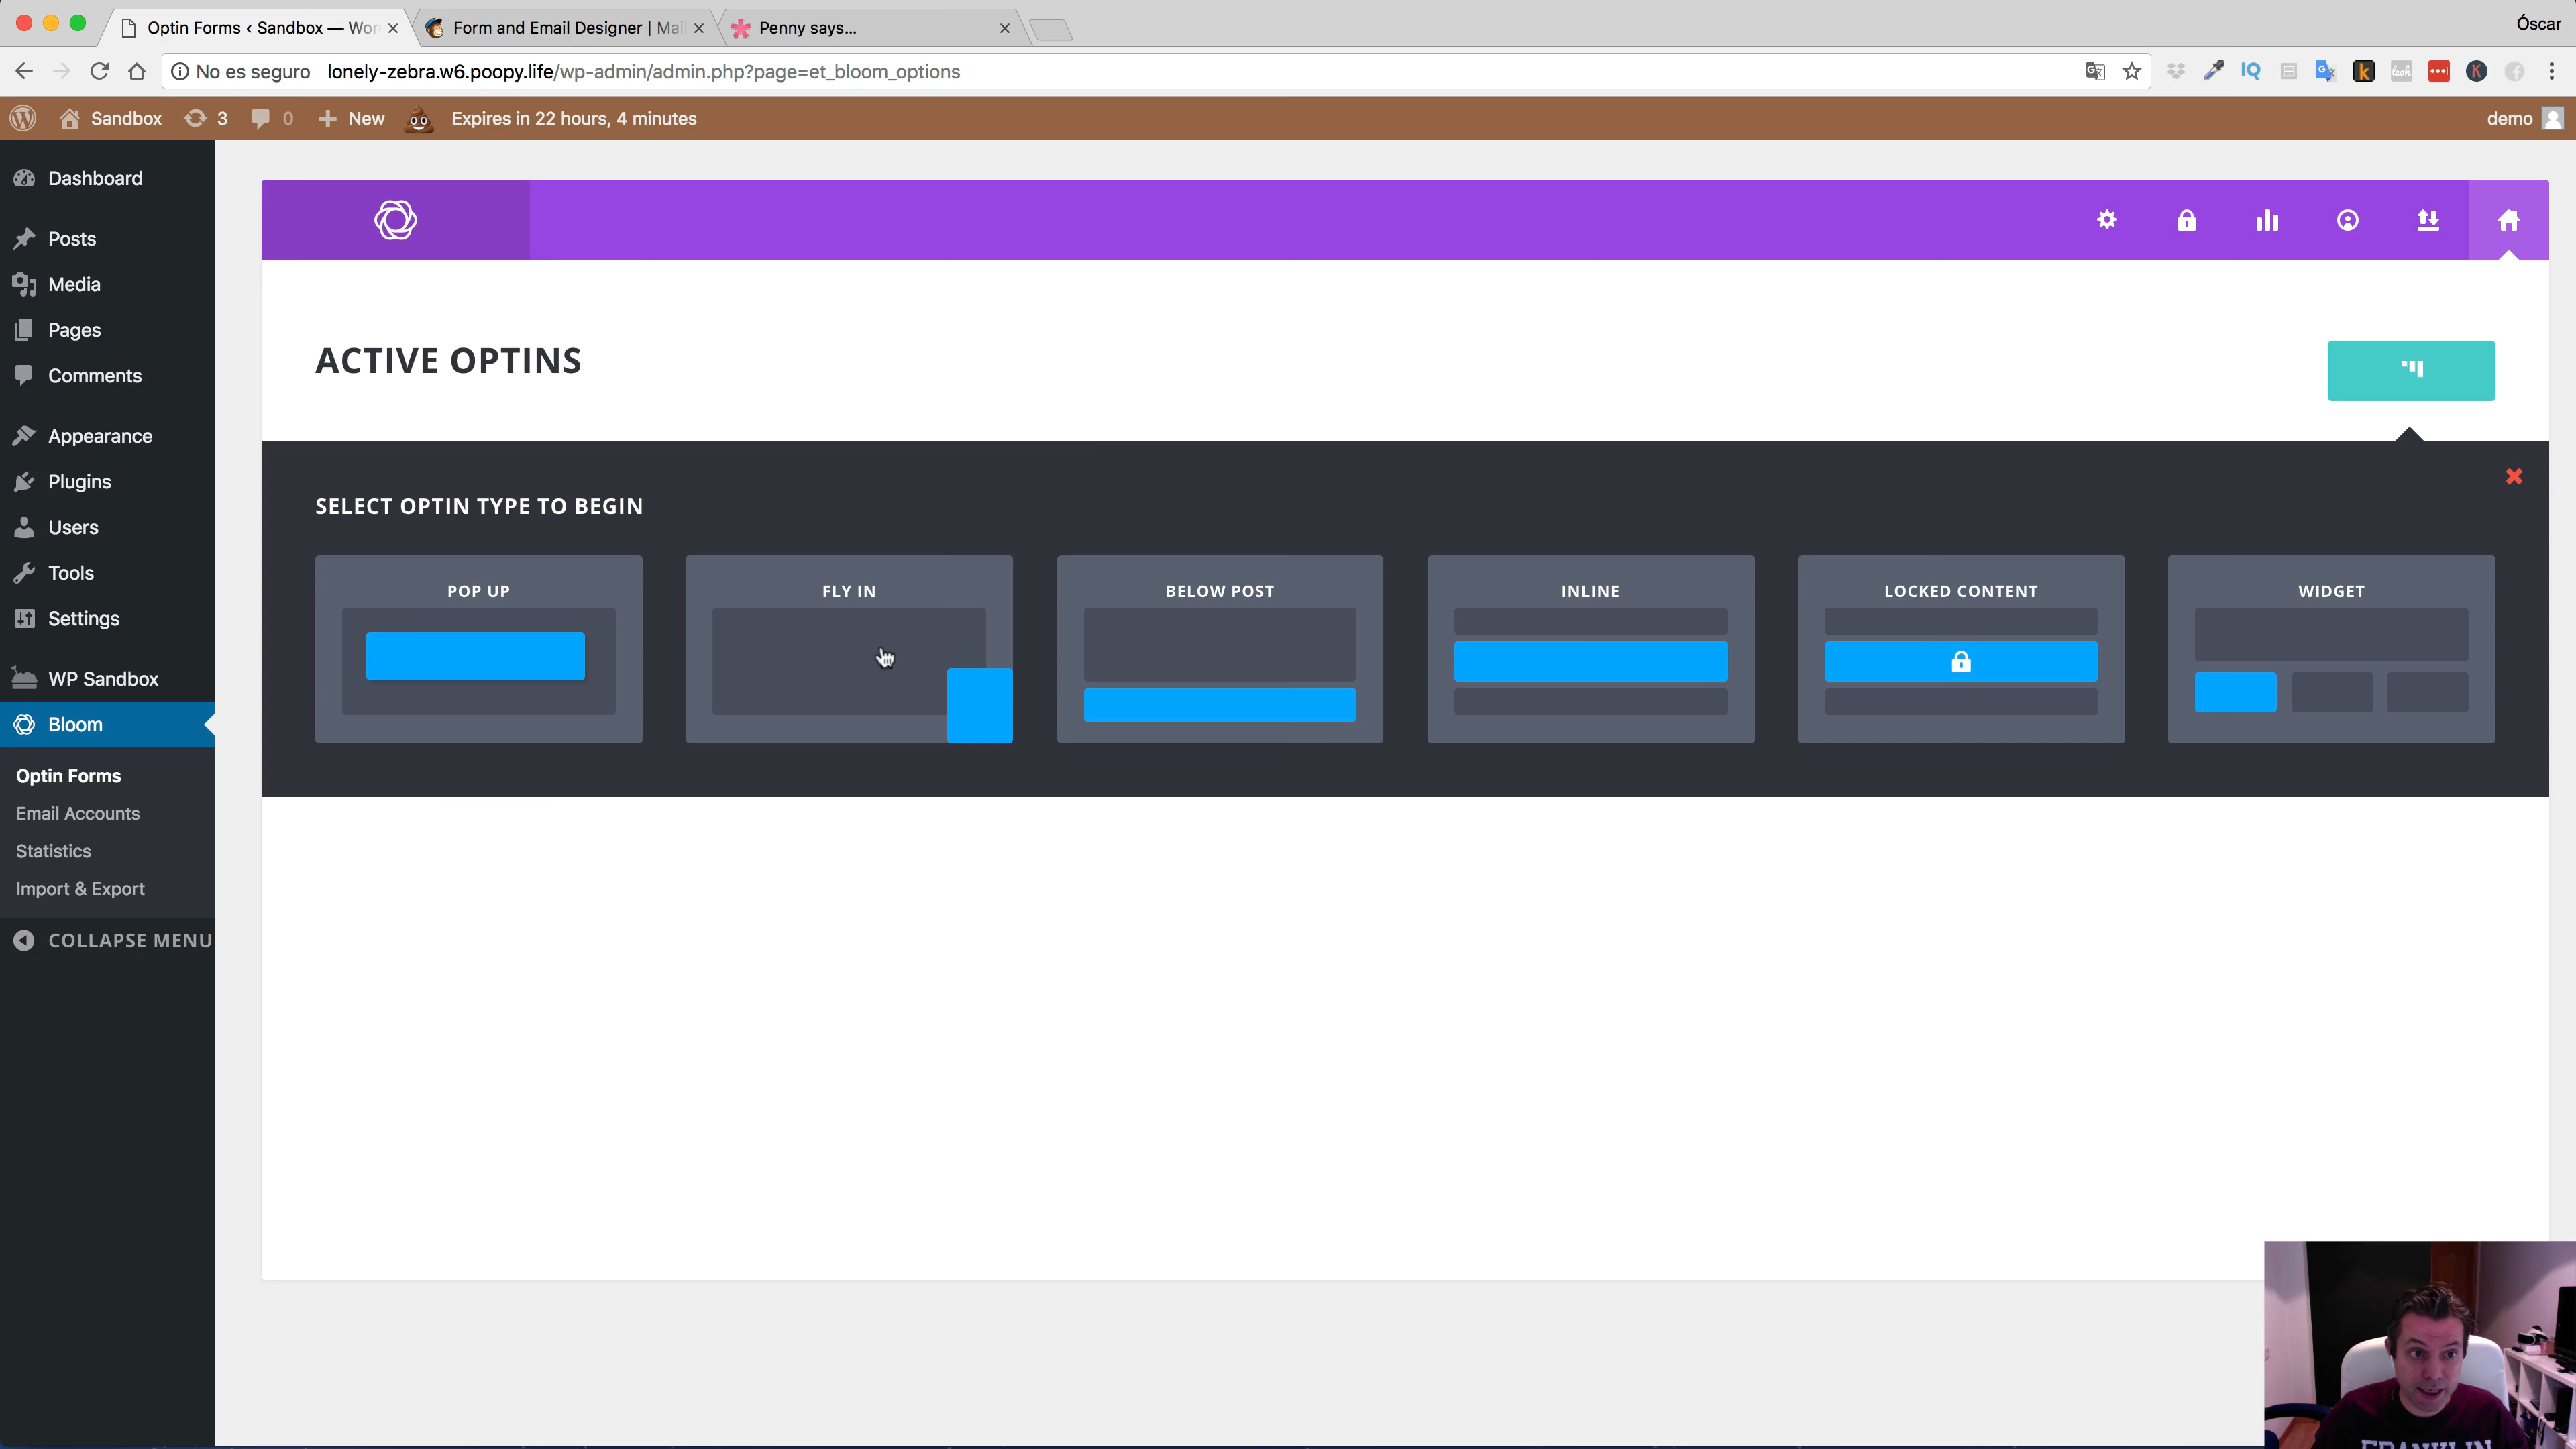 Optin Forms ‹ Sandbox — Wor
Form and Email Designer | Mai
Penny says...
Óscar
No es seguro
lonely-zebra.w6.poopy.life/wp-admin/admin.php?page=et_bloom_options
Sandbox
3
0
New
Expires in 22 hours, 4 minutes
demo
Dashboard
Posts
Media
Pages
Comments
Appearance
Plugins
Users
Tools
Settings
WP Sandbox
Bloom
Optin Forms
Email Accounts
Statistics
Import & Export
COLLAPSE MENU
ACTIVE OPTINS
SELECT OPTIN TYPE TO BEGIN
POP UP
FLY IN
BELOW POST
INLINE
LOCKED CONTENT
WIDGET
FRANKLIN